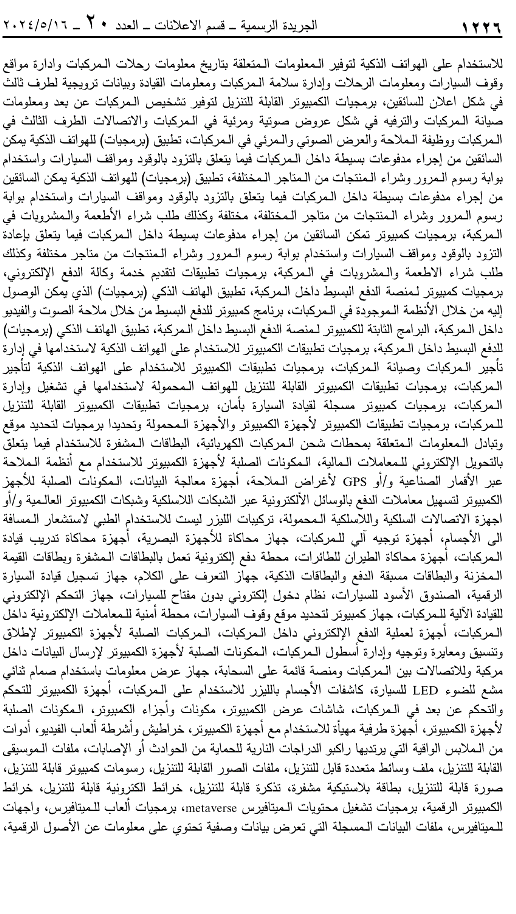 ١٢٢٦ الجريدة الرسمية ــ قسم الاعلانات ــ العدد ٢٠ ــ ٢٠٢٤/٥/١٦
للاستخدام على الهواتف الذكية لتوفير المعلومات المتعلقة بتاريخ معلومات رحلات المركبات وادارة مواقع
وقوف السيارات ومعلومات الرحلات وإدارة سلامة المركبات ومعلومات القيادة وبيانات ترويجية لطرف ثالث
في شكل اعلان للسائقين، برمجيات الكمبيوتر القابلة للتنزيل لتوفير تشخيص المركبات عن بعد ومعلومات
صيانة المركبات والترفيه في شكل عروض صوتية ومرئية في المركبات والاتصالات الطرف الثالث في
المركبات ووظيفة الملاحة والعرض الصوتي والمرئي في المركبات، تطبيق (برمجيات) للهواتف الذكية يمكن
السائقين من إجراء مدفوعات بسيطة داخل المركبات فيما يتعلق بالتزود بالوقود ومواقف السيارات واستخدام
بوابة رسوم المرور وشراء المنتجات من المتاجر المختلفة، تطبيق (برمجيات) للهواتف الذكية يمكن السائقين
من إجراء مدفوعات بسيطة داخل المركبات فيما يتعلق بالتزود بالوقود ومواقف السيارات واستخدام بوابة
رسوم المرور وشراء المنتجات من متاجر المختلفة، مختلفة وكذلك طلب شراء الأطعمة والمشروبات في
المركبة، برمجيات كمبيوتر تمكن السائقين من إجراء مدفوعات بسيطة داخل المركبات فيما يتعلق بإعادة
التزود بالوقود ومواقف السيارات واستخدام بوابة رسوم المرور وشراء المنتجات من متاجر مختلفة وكذلك
طلب شراء الاطعمة والمشروبات في المركبة، برمجيات تطبيقات لتقديم خدمة وكالة الدفع الإلكتروني،
برمجيات كمبيوتر لمنصة الدفع البسيط داخل المركبة، تطبيق الهاتف الذكي (برمجيات) الذي يمكن الوصول
إليه من خلال الأنظمة الموجودة في المركبات، برنامج كمبيوتر للدفع البسيط من خلال ملاحة الصوت والفيديو
داخل المركبة، البرامج الثابتة للكمبيوتر لمنصة الدفع البسيط داخل المركبة، تطبيق الهاتف الذكي (برمجيات)
للدفع البسيط داخل المركبة، برمجيات تطبيقات الكمبيوتر للاستخدام على الهواتف الذكية لاستخدامها في إدارة
تأجير المركبات وصيانة المركبات، برمجيات تطبيقات الكمبيوتر للاستخدام على الهواتف الذكية لتأجير
المركبات، برمجيات تطبيقات الكمبيوتر القابلة للتنزيل للهواتف المحمولة لاستخدامها في تشغيل وإدارة
المركبات، برمجيات كمبيوتر مسجلة لقيادة السيارة بأمان، برمجيات تطبيقات الكمبيوتر القابلة للتنزيل
للمركبات، برمجيات تطبيقات الكمبيوتر لأجهزة الكمبيوتر والأجهزة المحمولة وتحديدا برمجيات لتحديد موقع
وتبادل المعلومات المتعلقة بمحطات شحن المركبات الكهربائية، البطاقات المشفرة للاستخدام فيما يتعلق
بالتحويل الإلكتروني للمعاملات المالية، المكونات الصلبة لأجهزة الكمبيوتر للاستخدام مع أنظمة الملاحة
عبر الأقمار الصناعية و/أو GPS لأغراض الملاحة، أجهزة معالجة البيانات، المكونات الصلبة للأجهز
الكمبيوتر لتسهيل معاملات الدفع بالوسائل الألكترونية عبر الشبكات اللاسلكية وشبكات الكمبيوتر العالمية و/أو
اجهزة الاتصالات السلكية واللاسلكية المحمولة، تركيبات الليزر ليست للاستخدام الطبي لاستشعار المسافة
الى الأجسام، أجهزة توجيه آلي للمركبات، جهاز محاكاة للأجهزة البصرية، أجهزة محاكاة تدريب قيادة
المركبات، أجهزة محاكاة الطيران للطائرات، محطة دفع إلكترونية تعمل بالبطاقات المشفرة وبطاقات القيمة
المخزنة والبطاقات مسبقة الدفع والبطاقات الذكية، جهاز التعرف على الكلام، جهاز تسجيل قيادة السيارة
الرقمية، الصندوق الأسود للسيارات، نظام دخول إلكتروني بدون مفتاح للسيارات، جهاز التحكم الإلكتروني
للقيادة الآلية للمركبات، جهاز كمبيوتر لتحديد موقع وقوف السيارات، محطة أمنية للمعاملات الإلكترونية داخل
المركبات، أجهزة لعملية الدفع الإلكتروني داخل المركبات، المركبات الصلبة لأجهزة الكمبيوتر لإطلاق
وتنسيق ومعايرة وتوجيه وإدارة أسطول المركبات، المكونات الصلبة لأجهزة الكمبيوتر لإرسال البيانات داخل
مركبة وللاتصالات بين المركبات ومنصة قائمة على السحابة، جهاز عرض معلومات باستخدام صمام ثنائي
مشع للضوء LED للسيارة، كاشفات الأجسام بالليزر للاستخدام على المركبات، أجهزة الكمبيوتر للتحكم
والتحكم عن بعد في المركبات، شاشات عرض الكمبيوتر، مكونات وأجزاء الكمبيوتر، المكونات الصلبة
لأجهزة الكمبيوتر، أجهزة طرفية مهيأة للاستخدام مع أجهزة الكمبيوتر، خراطيش وأشرطة ألعاب الفيديو، أدوات
من الملابس الواقية التي يرتديها راكبو الدراجات النارية للحماية من الحوادث أو الإصابات، ملفات الموسيقى
القابلة للتنزيل، ملف وسائط متعددة قابل للتنزيل، ملفات الصور القابلة للتنزيل، رسومات كمبيوتر قابلة للتنزيل،
صورة قابلة للتنزيل، بطاقة بلاستيكية مشفرة، تذكرة قابلة للتنزيل، خرائط الكترونية قابلة للتنزيل، خرائط
الكمبيوتر الرقمية، برمجيات تشغيل محتويات الميتافيرس metaverse، برمجيات ألعاب للميتافيرس، واجهات
للميتافيرس، ملفات البيانات المسجلة التي تعرض بيانات وصفية تحتوي على معلومات عن الأصول الرقمية،